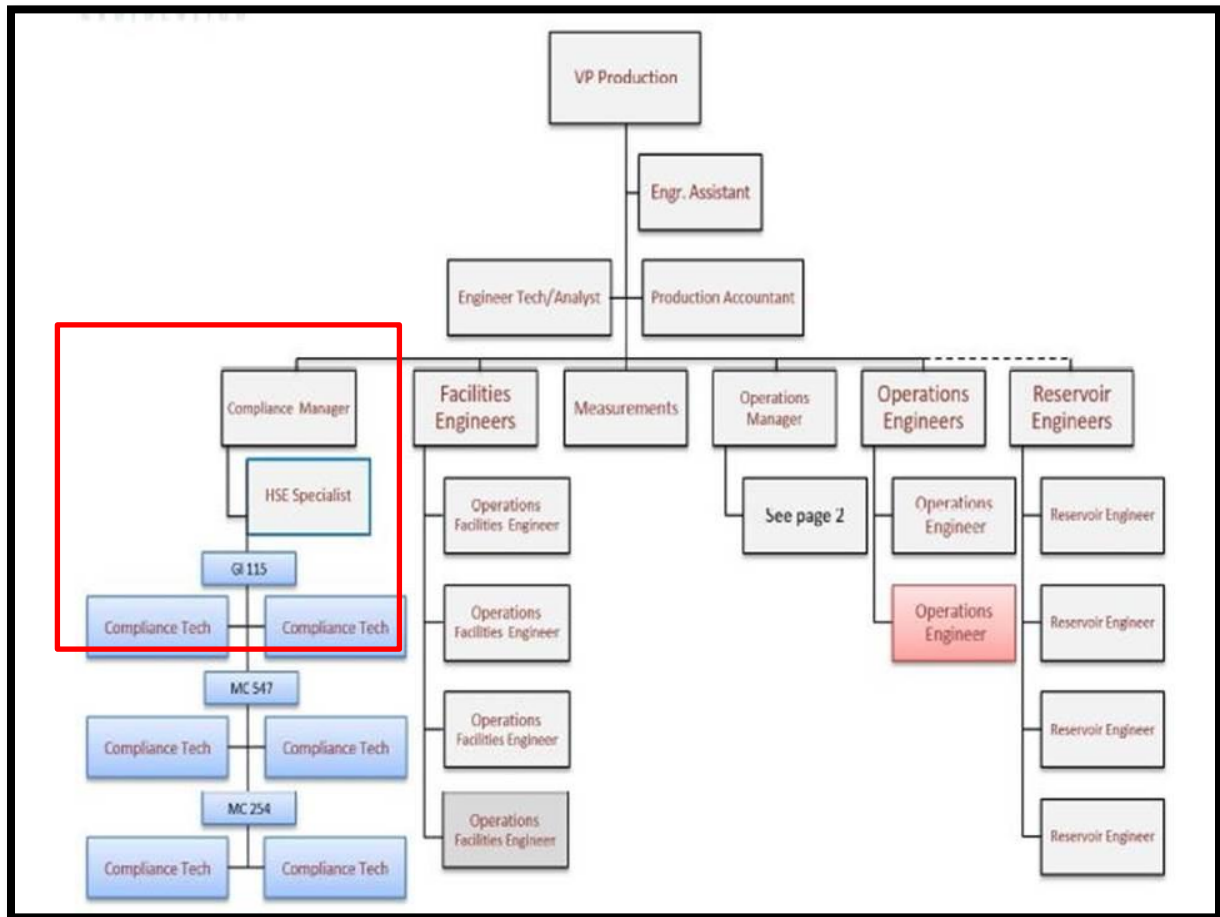 VP Production
Engr. Assistant
Engineer Tech/Analyst
Production Accountant
Compliance Manager
Facilities
Engineers
Measurements
Operations
Manager
Operations
Engineers
Reservoir
Engineers
HSE Specialist
GI 115
Compliance Tech
Compliance Tech
MC 547
Compliance Tech
Compliance Tech
MC 254
Compliance Tech
Compliance Tech
Operations
Facilities Engineer
Operations
Facilities Engineer
Operations
Facilities Engineer
Operations
Facilities Engineer
See page 2
Operations
Engineer
Operations
Engineer
Reservoir Engineer
Reservoir Engineer
Reservoir Engineer
Reservoir Engineer